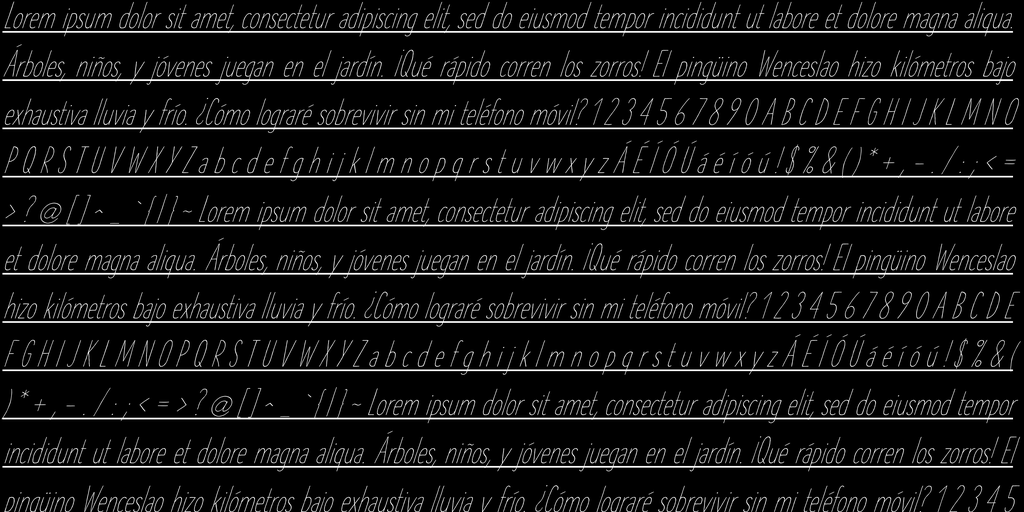 Lorem ipsum dolor sit amet, consectetur adipiscing elit, sed do eiusmod tempor incididunt ut labore et dolore magna aliqua.
Árboles, niños, y jóvenes juegan en el jardín. ¡Qué rápido corren los zorros! El pingüino Wenceslao hizo kilómetros bajo
exhaustiva lluvia y frío. ¿Cómo lograré sobrevivir sin mi teléfono móvil? 1 2 3 4 5 6 7 8 9 0 A B C D E F G H I J K L M N O
P Q R S T U V W X Y Z a b c d e f g h i j k l m n o p q r s t u v w x y z Á É Í Ó Ú á é í ó ú ! $ % & ( ) * + , - . / : ; < =
> ? @ [ ] ^ _ ` { | } ~ Lorem ipsum dolor sit amet, consectetur adipiscing elit, sed do eiusmod tempor incididunt ut labore
et dolore magna aliqua. Árboles, niños, y jóvenes juegan en el jardín. ¡Qué rápido corren los zorros! El pingüino Wenceslao
hizo kilómetros bajo exhaustiva lluvia y frío. ¿Cómo lograré sobrevivir sin mi teléfono móvil? 1 2 3 4 5 6 7 8 9 0 A B C D E
F G H I J K L M N O P Q R S T U V W X Y Z a b c d e f g h i j k l m n o p q r s t u v w x y z Á É Í Ó Ú á é í ó ú ! $ % & (
) * + , - . / : ; < = > ? @ [ ] ^ _ ` { | } ~ Lorem ipsum dolor sit amet, consectetur adipiscing elit, sed do eiusmod tempor
incididunt ut labore et dolore magna aliqua. Árboles, niños, y jóvenes juegan en el jardín. ¡Qué rápido corren los zorros! El
pingüino Wenceslao hizo kilómetros bajo exhaustiva lluvia y frío. ¿Cómo lograré sobrevivir sin mi teléfono móvil? 1 2 3 4 5